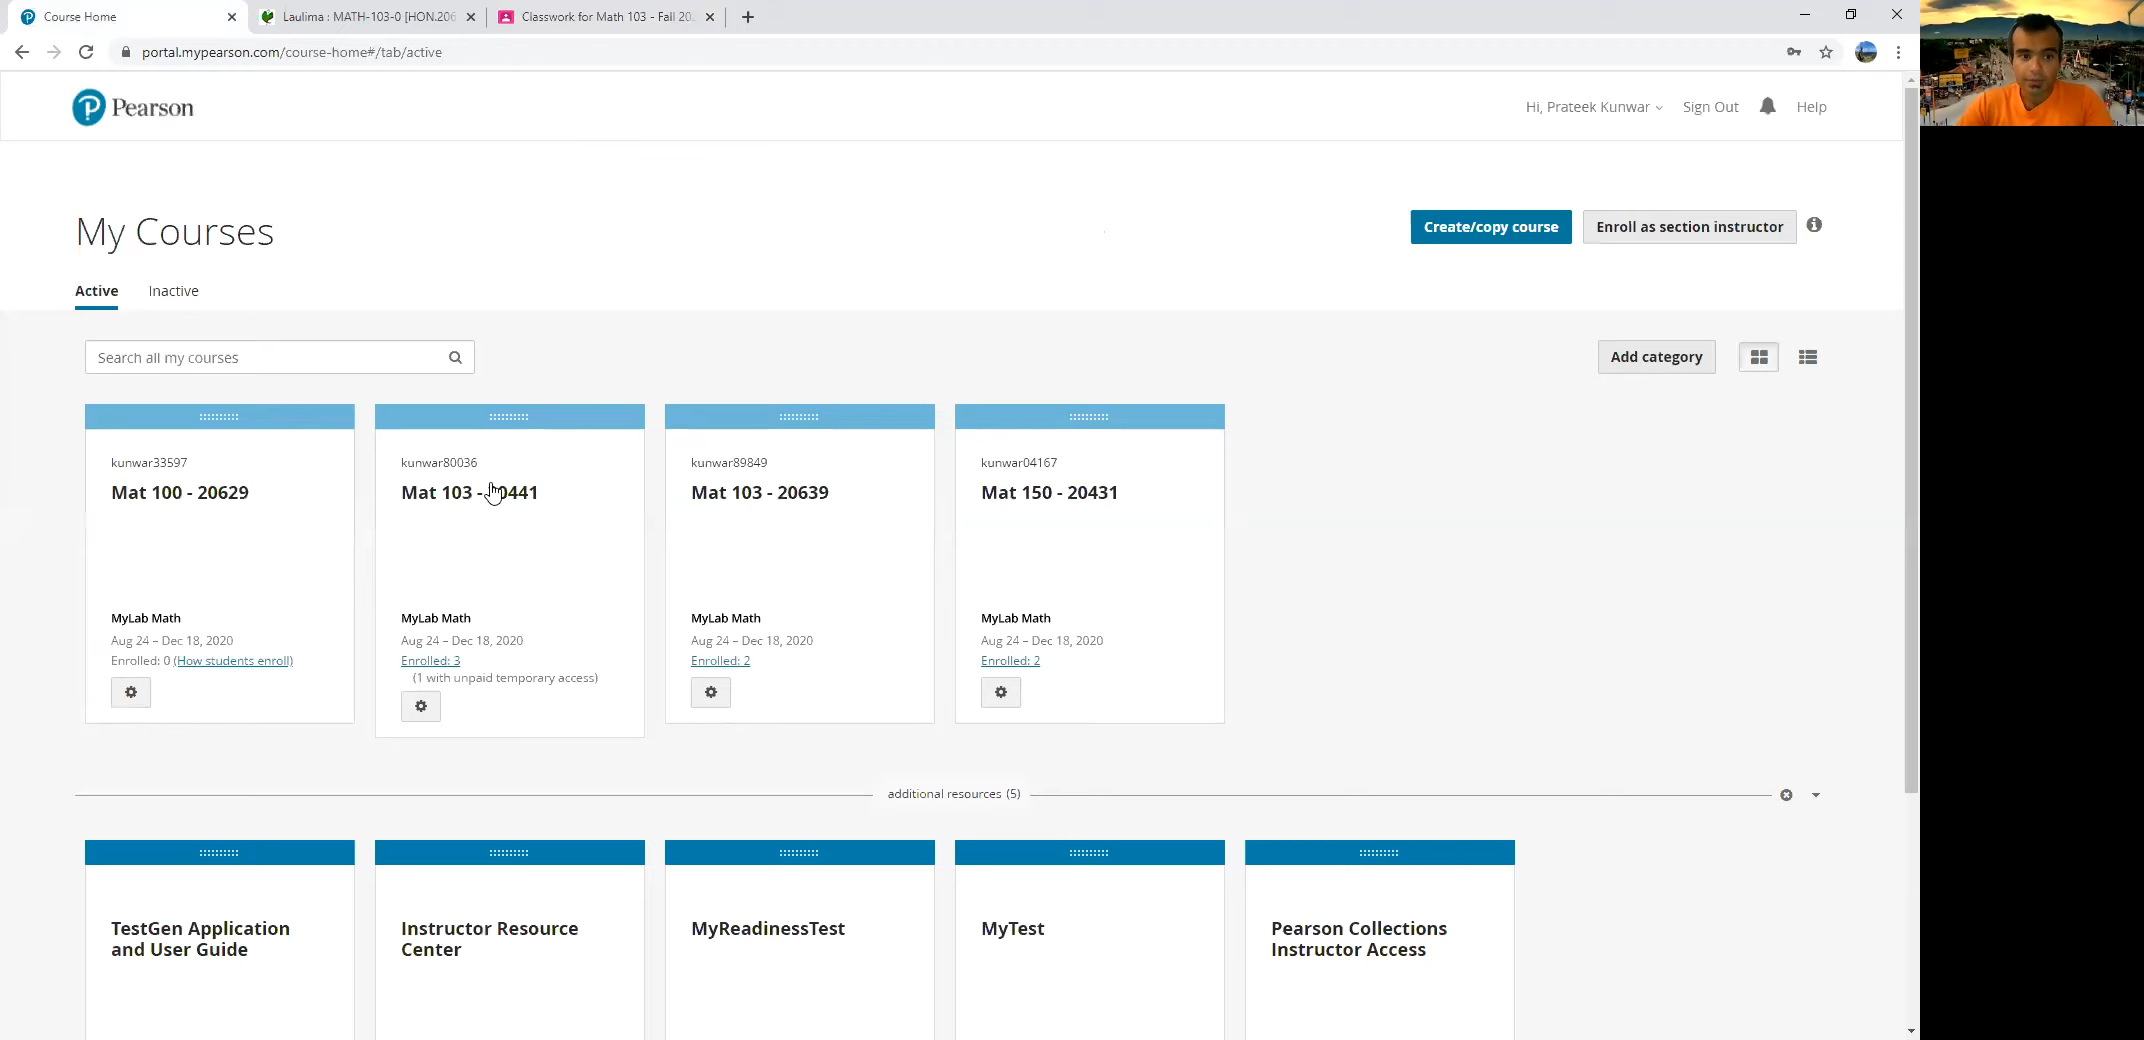 Course Home
Laulima : MATH-103-0 [HON.206
Classwork for Math 103 - Fall 20
portal.mypearson.com/course-home#/tab/active
Pearson
Hi, Prateek Kunwar
Sign Out
Help
My Courses
Create/copy course
Enroll as section instructor
Active
Inactive
Search all my courses
Add category
kunwar33597
Mat 100 - 20629
MyLab Math
Aug 24 – Dec 18, 2020
Enrolled: 0 (How students enroll)
kunwar80036
Mat 103 - 0441
MyLab Math
Aug 24 – Dec 18, 2020
Enrolled: 3
(1 with unpaid temporary access)
kunwar89849
Mat 103 - 20639
MyLab Math
Aug 24 – Dec 18, 2020
Enrolled: 2
kunwar04167
Mat 150 - 20431
MyLab Math
Aug 24 – Dec 18, 2020
Enrolled: 2
additional resources (5)
TestGen Application
and User Guide
Instructor Resource
Center
MyReadinessTest
MyTest
Pearson Collections
Instructor Access